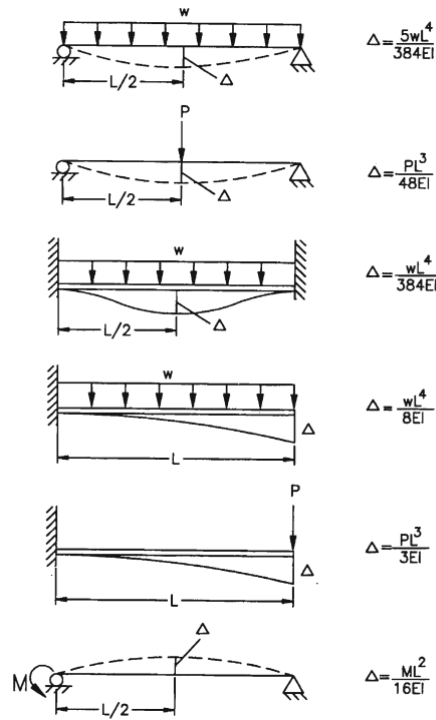 w
L/2
Δ
Δ=5wL⁴/384EI
P
L/2
Δ
Δ=PL³/48EI
w
L/2
Δ
Δ=wL⁴/384EI
w
Δ
L
Δ=wL⁴/8EI
P
Δ
L
Δ=PL³/3EI
Δ
M
L/2
Δ=ML²/16EI